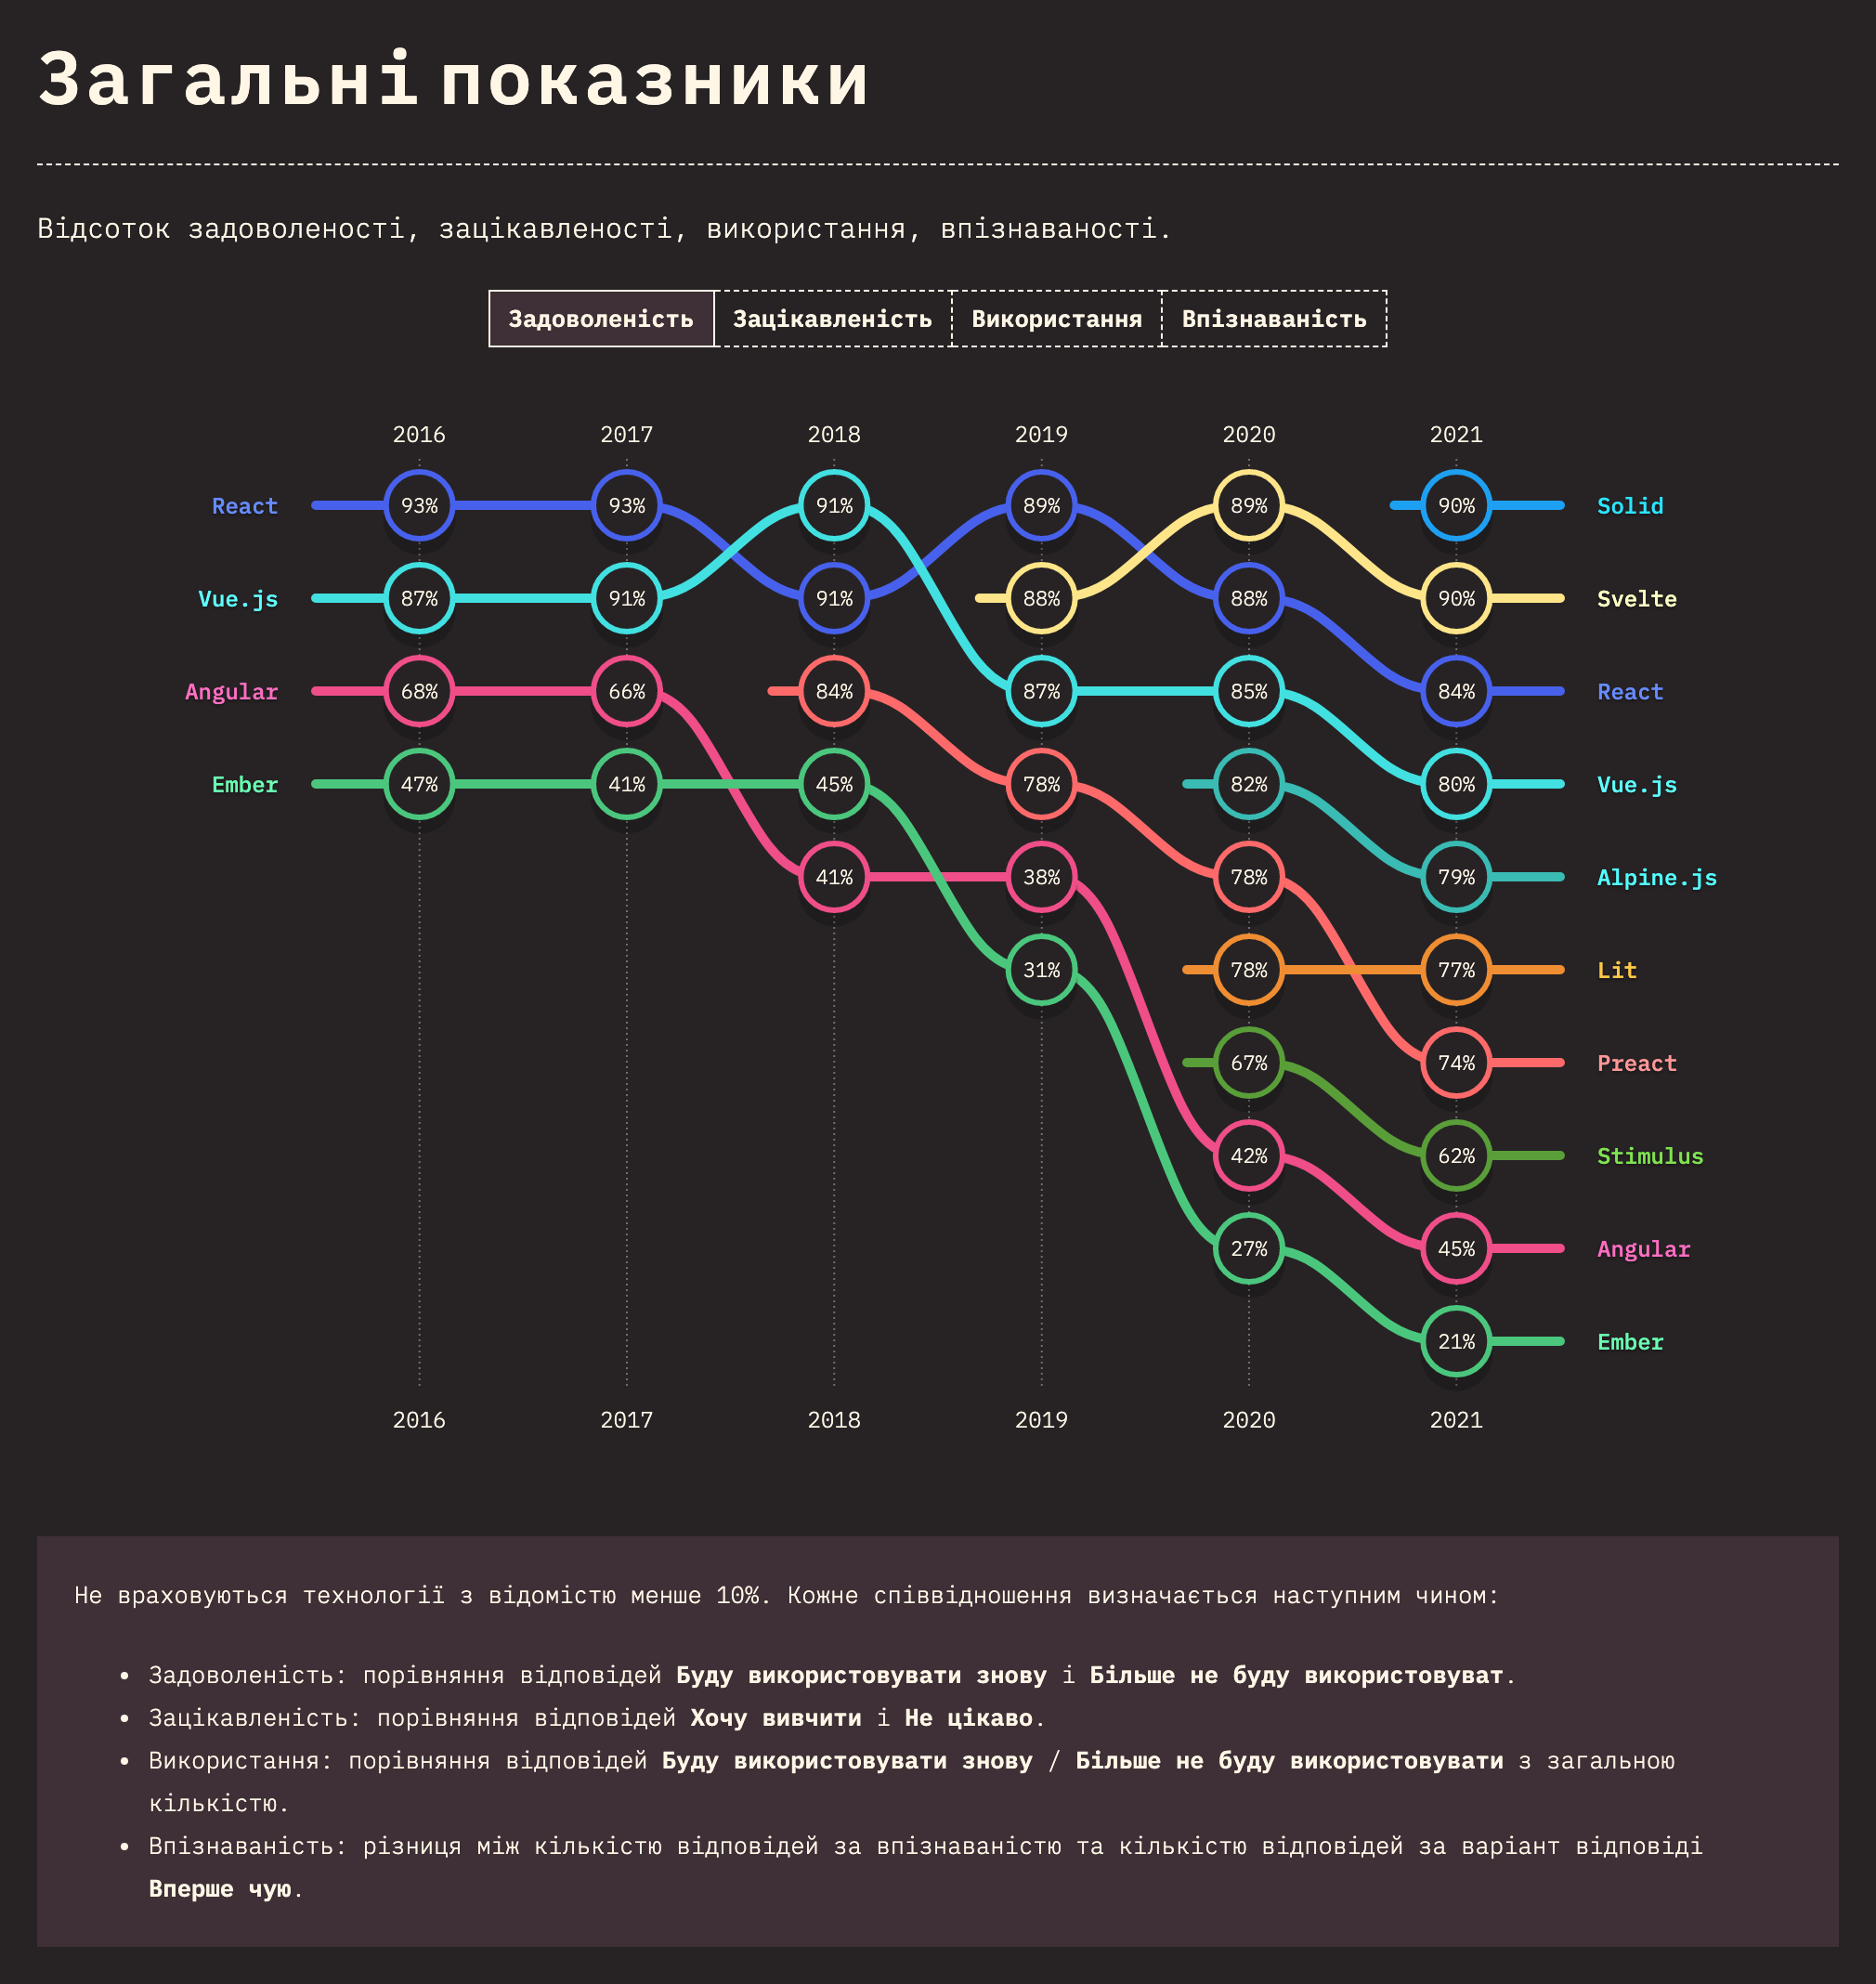 Загальні показники
Відсоток задоволеності, зацікавленості, використання, впізнаваності.
Задоволеність Зацікавленість Використання Впізнаваність
2016 2017 2018 2019 2020 2021
React 93% 93% 91% 89% 89% 90% Solid
Vue.js 87% 91% 91% 88% 88% 90% Svelte
Angular 68% 66% 84% 87% 85% 84% React
Ember 47% 41% 45% 78% 82% 80% Vue.js
41% 38% 78% 79% Alpine.js
31% 78% 77% Lit
67% 74% Preact
42% 62% Stimulus
27% 45% Angular
21% Ember
2016 2017 2018 2019 2020 2021
Не враховуються технології з відомістю менше 10%. Кожне співвідношення визначається наступним чином:
• Задоволеність: порівняння відповідей Буду використовувати знову і Більше не буду використовуват.
• Зацікавленість: порівняння відповідей Хочу вивчити і Не цікаво.
• Використання: порівняння відповідей Буду використовувати знову / Більше не буду використовувати з загальною
кількістю.
• Впізнаваність: різниця між кількістю відповідей за впізнаваністю та кількістю відповідей за варіант відповіді
Вперше чую.